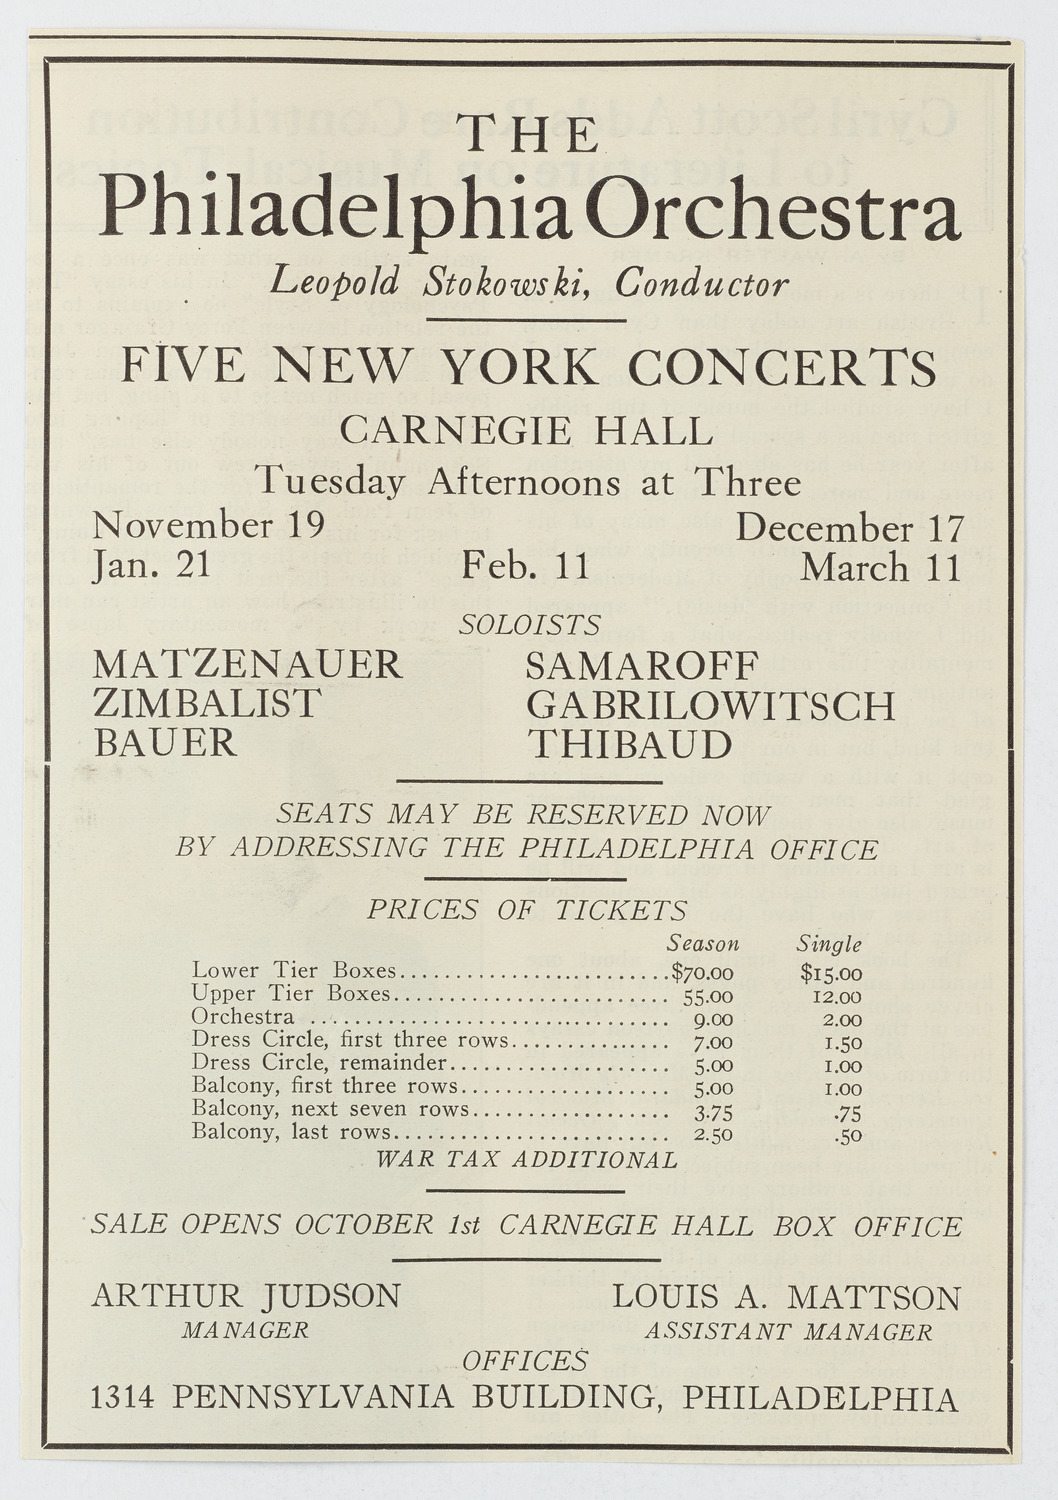 THE
Philadelphia Orchestra
Leopold Stokowski, Conductor
FIVE NEW YORK CONCERTS
CARNEGIE HALL
Tuesday Afternoons at Three
November 19 December 17
Jan. 21 Feb. 11 March 11
SOLOISTS
MATZENAUER SAMAROFF
ZIMBALIST GABRILOWITSCH
BAUER THIBAUD
SEATS MAY BE RESERVED NOW
BY ADDRESSING THE PHILADELPHIA OFFICE
PRICES OF TICKETS
Season Single
Lower Tier Boxes..............................$70.00 $15.00
Upper Tier Boxes.............................. 55.00 12.00
Orchestra ....................................... 9.00 2.00
Dress Circle, first three rows............... 7.00 1.50
Dress Circle, remainder........................ 5.00 1.00
Balcony, first three rows....................... 5.00 1.00
Balcony, next seven rows...................... 3.75 .75
Balcony, last rows.............................. 2.50 .50
WAR TAX ADDITIONAL
SALE OPENS OCTOBER 1st CARNEGIE HALL BOX OFFICE
ARTHUR JUDSON LOUIS A. MATTSON
MANAGER ASSISTANT MANAGER
OFFICES
1314 PENNSYLVANIA BUILDING, PHILADELPHIA